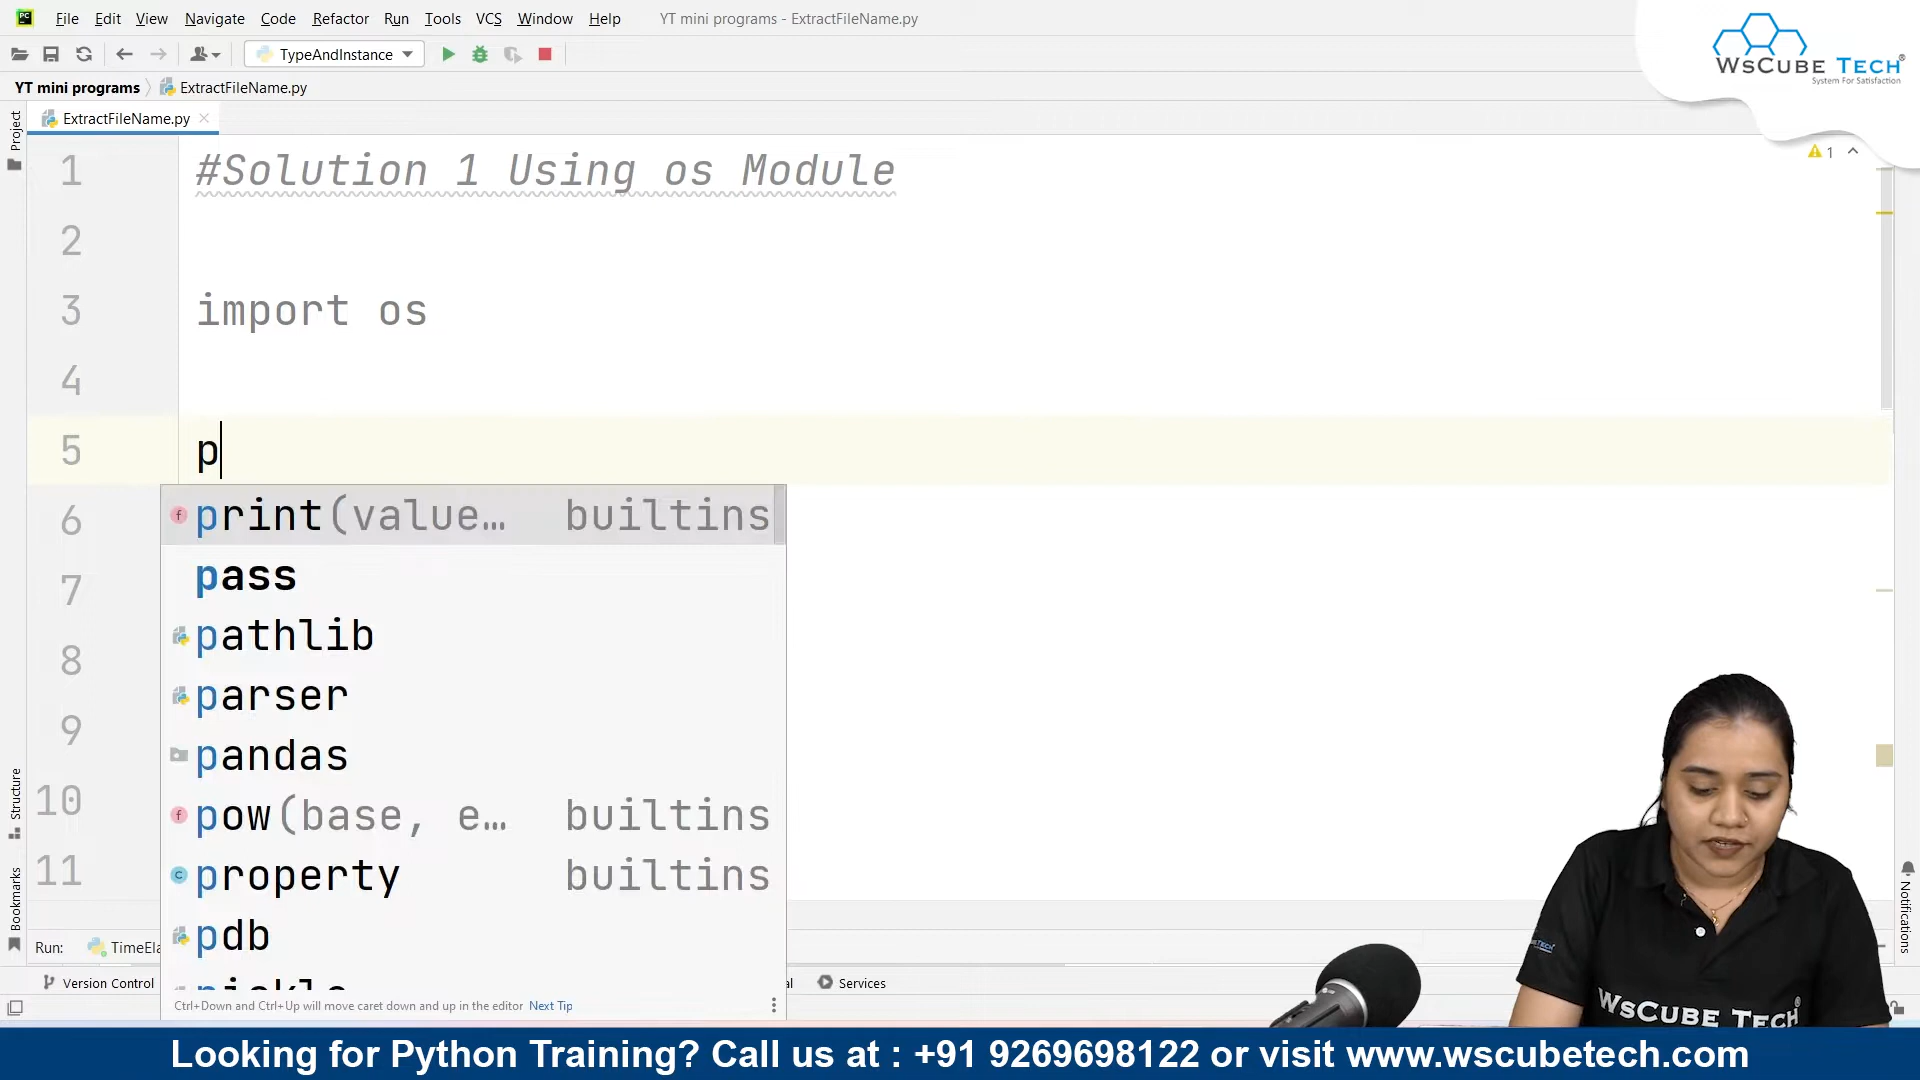 File Edit View Navigate Code Refactor Run Tools VCS Window Help YT mini programs - ExtractFileName.py
TypeAndInstance
WsCube Tech®
System For Satisfaction
YT mini programs ExtractFileName.py
ExtractFileName.py
Project
1 #Solution 1 Using os Module
1
2
3 import os
4
5 p
6
7
8
9
10
11
print(value… builtins
pass
pathlib
parser
pandas
pow(base, e… builtins
property builtins
pdb
pickle
Ctrl+Down and Ctrl+Up will move caret down and up in the editor Next Tip
Structure
Bookmarks
Notifications
Run: TimeEla
Version Control
Services
WsCube Tech®
Looking for Python Training? Call us at : +91 9269698122 or visit www.wscubetech.com